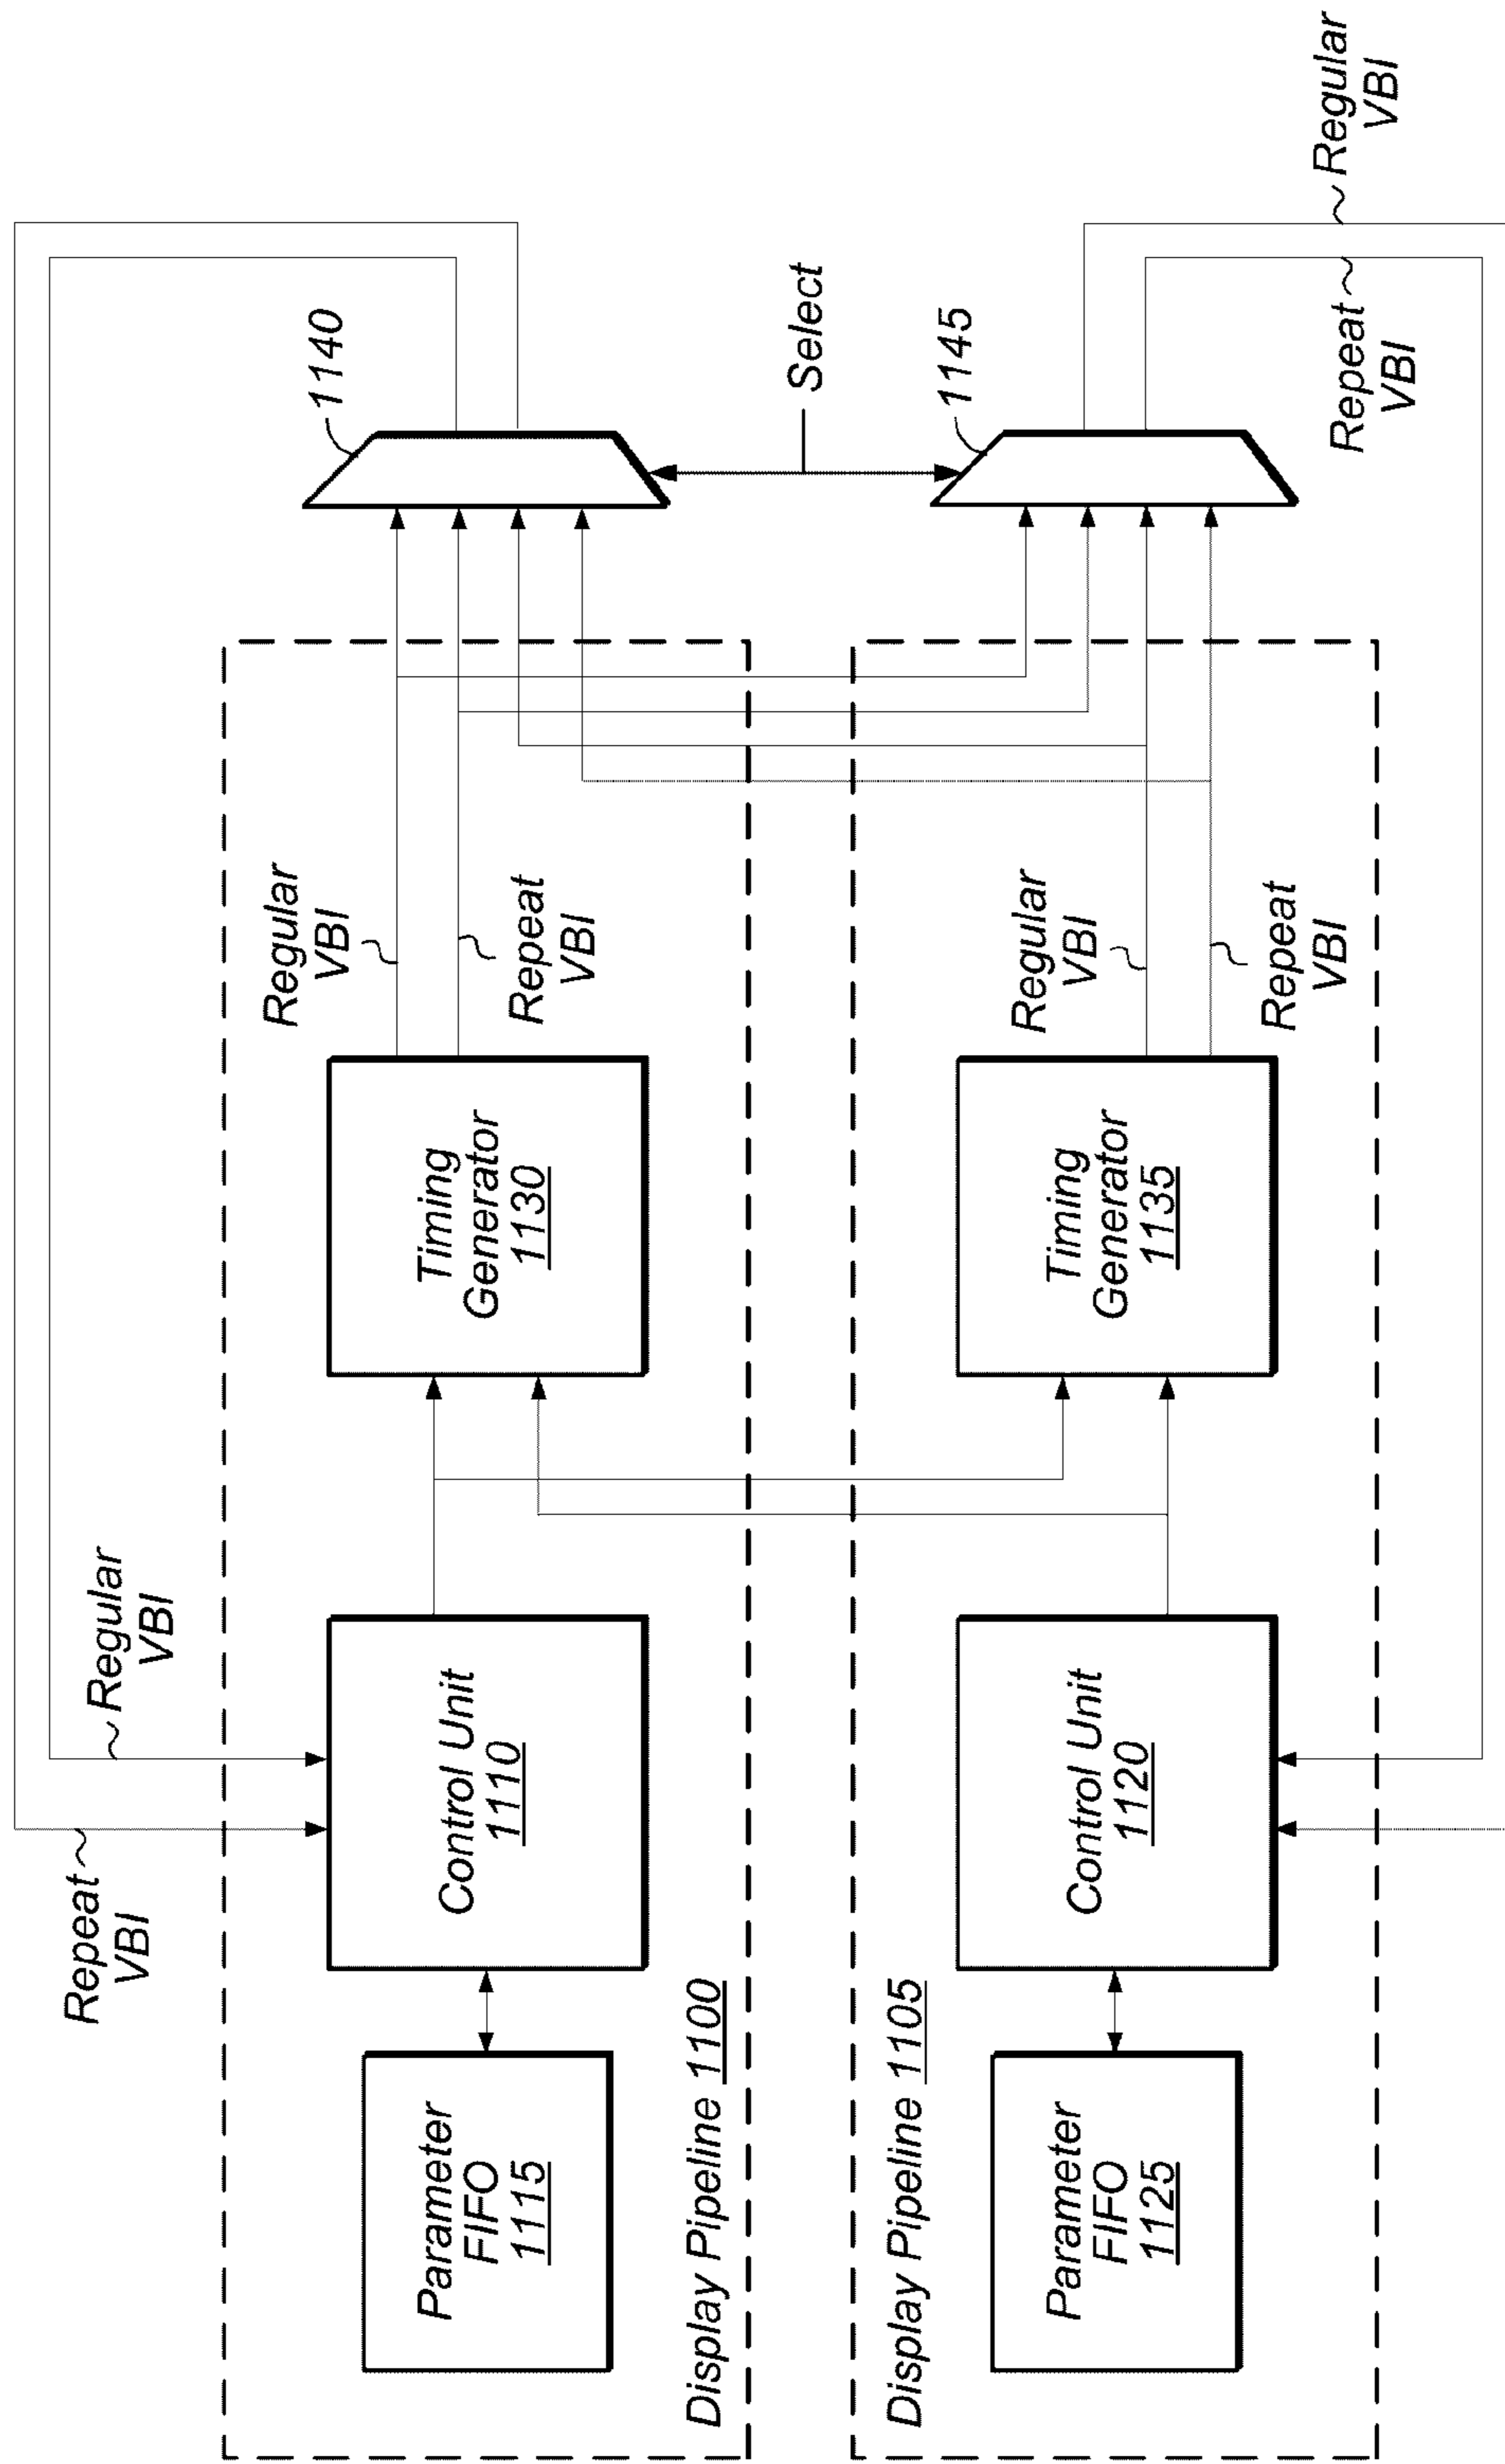 Repeat
VBI
Regular
VBI
Parameter
FIFO
1115
Control Unit
1110
Timing
Generator
1130
Regular
VBI
Repeat
VBI
1140
Display Pipeline 1100
Select
Display Pipeline 1105
Parameter
FIFO
1125
Control Unit
1120
Timing
Generator
1135
Regular
VBI
Repeat
VBI
1145
Repeat
VBI
Regular
VBI